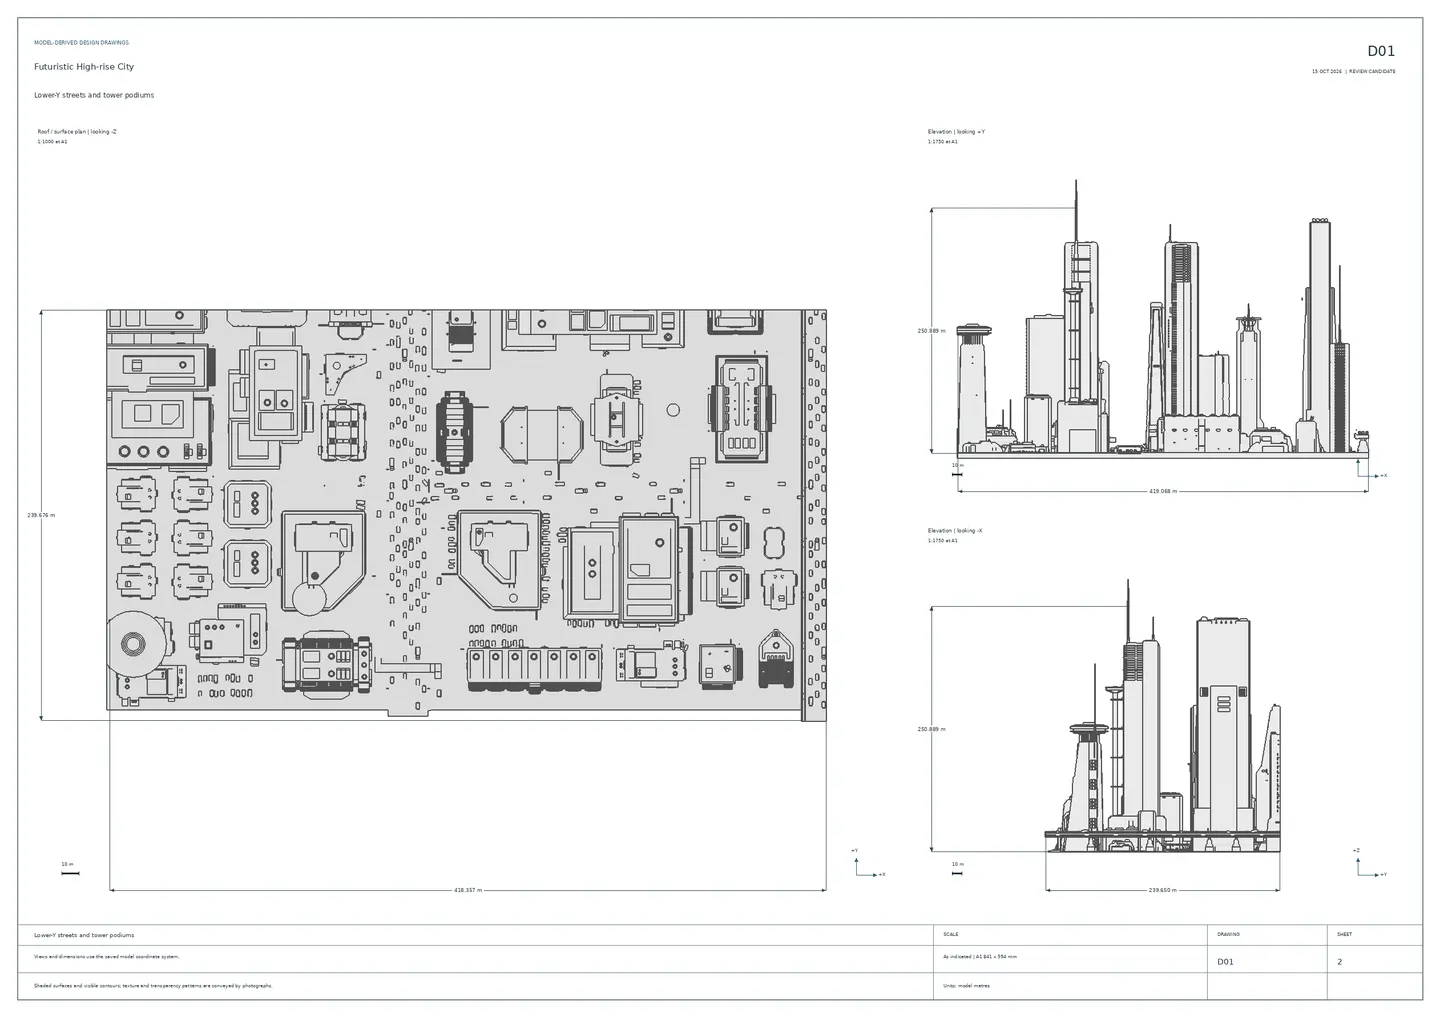 MODEL-DERIVED DESIGN DRAWINGS
Futuristic High-rise City
Lower-Y streets and tower podiums
D01
13 OCT 2026 | REVIEW CANDIDATE
Roof / surface plan | looking -Z
1:1000 at A1
Elevation | looking +Y
1:1750 at A1
250.889 m
10 m
+X
419.068 m
239.676 m
Elevation | looking -X
1:1750 at A1
250.889 m
10 m
+Y
+X
418.357 m
10 m
+Z
+Y
239.650 m
Lower-Y streets and tower podiums
SCALE
DRAWING
SHEET
Views and dimensions use the saved model coordinate system.
As indicated | A1 841 x 594 mm
D01
2
Shaded surfaces and visible contours; texture and transparency patterns are conveyed by photographs.
Units: model metres